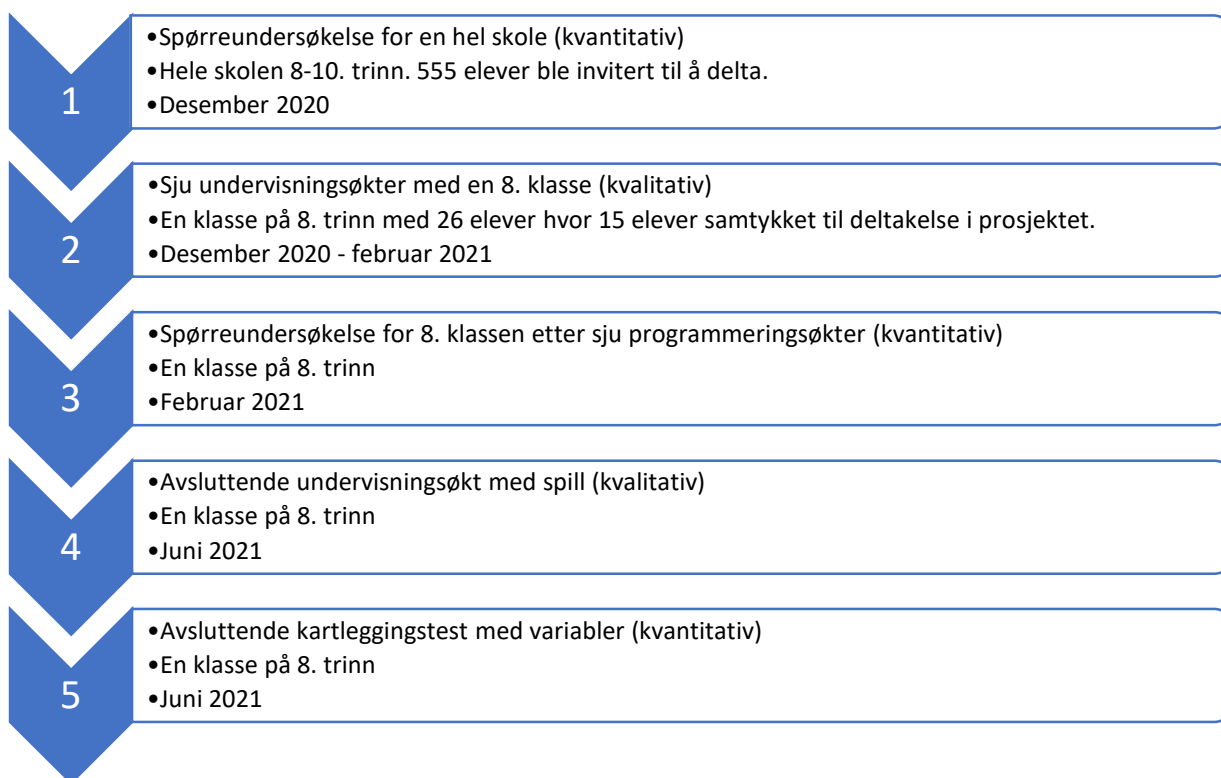 1
•Spørreundersøkelse for en hel skole (kvantitativ)
•Hele skolen 8-10. trinn. 555 elever ble invitert til å delta.
•Desember 2020
2
•Sju undervisningsøkter med en 8. klasse (kvalitativ)
•En klasse på 8. trinn med 26 elever hvor 15 elever samtykket til deltakelse i prosjektet.
•Desember 2020 - februar 2021
3
•Spørreundersøkelse for 8. klassen etter sju programmeringsøkter (kvantitativ)
•En klasse på 8. trinn
•Februar 2021
4
•Avsluttende undervisningsøkt med spill (kvalitativ)
•En klasse på 8. trinn
•Juni 2021
5
•Avsluttende kartleggingstest med variabler (kvantitativ)
•En klasse på 8. trinn
•Juni 2021